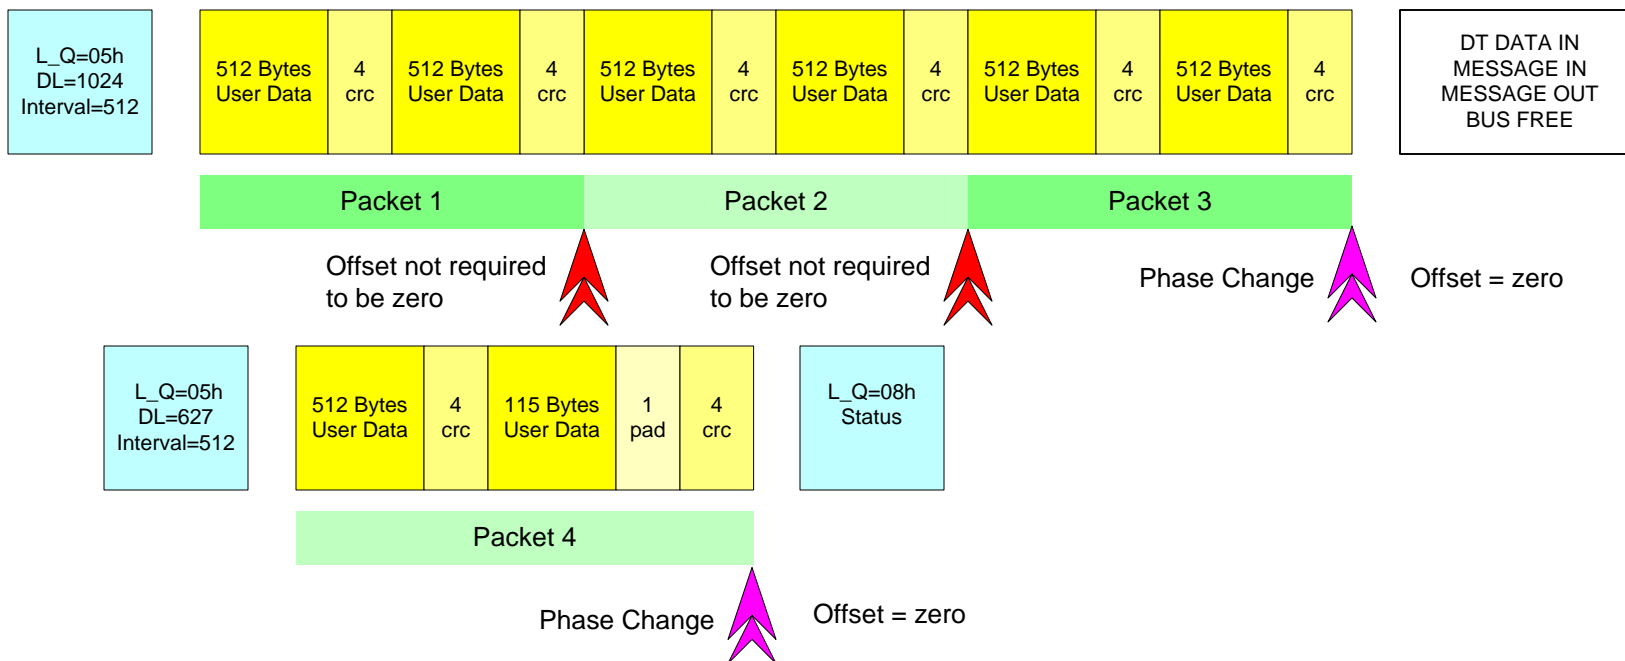 L_Q=05h
DL=1024
Interval=512
512 Bytes
User Data
4
crc
512 Bytes
User Data
4
crc
512 Bytes
User Data
4
crc
512 Bytes
User Data
4
crc
512 Bytes
User Data
4
crc
512 Bytes
User Data
4
crc
DT DATA IN
MESSAGE IN
MESSAGE OUT
BUS FREE
Packet 1
Packet 2
Packet 3
Offset not required
to be zero
Offset not required
to be zero
Phase Change
Offset = zero
L_Q=05h
DL=627
Interval=512
512 Bytes
User Data
4
crc
115 Bytes
User Data
1
pad
4
crc
L_Q=08h
Status
Packet 4
Phase Change
Offset = zero